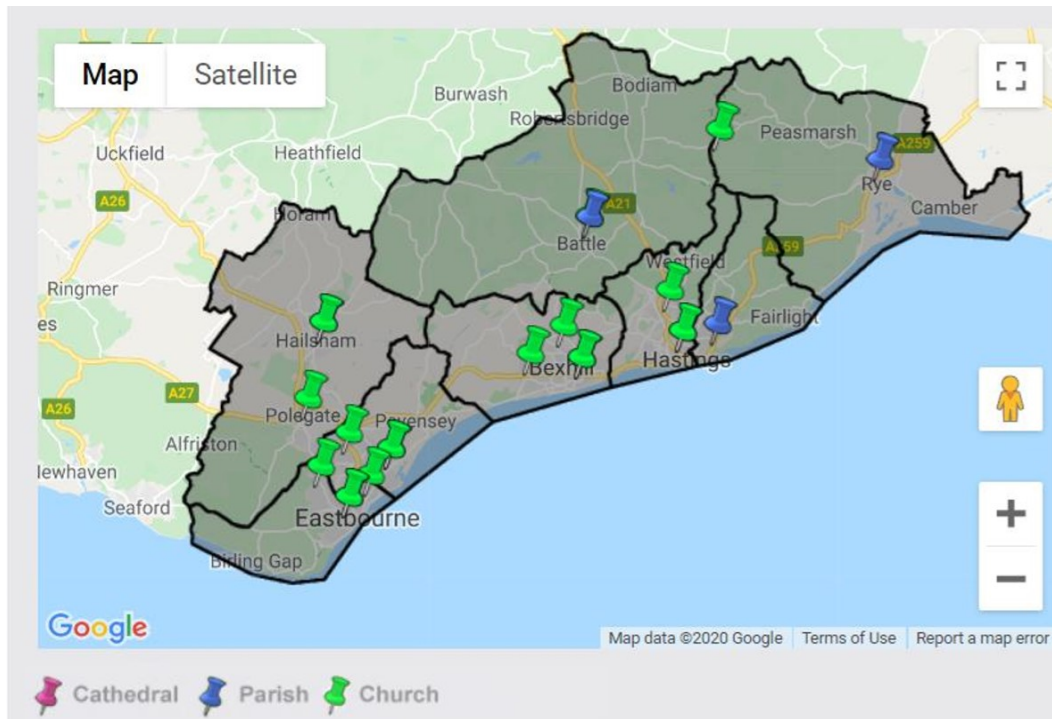 Map Satellite
Burwash
Bodiam
Robertsbridge
Peasmarsh
Uckfield
Heathfield
A259
A26
Rye
Horam
A21
Camber
Battle
A259
Westfield
Ringmer
es
Fairlight
Hailsham
Hastings
Bexhill
A27
A26
Polegate
Pevensey
Alfriston
lewhaven
Seaford
Eastbourne
Birling Gap
Google
Map data ©2020 Google Terms of Use Report a map error
Cathedral Parish Church